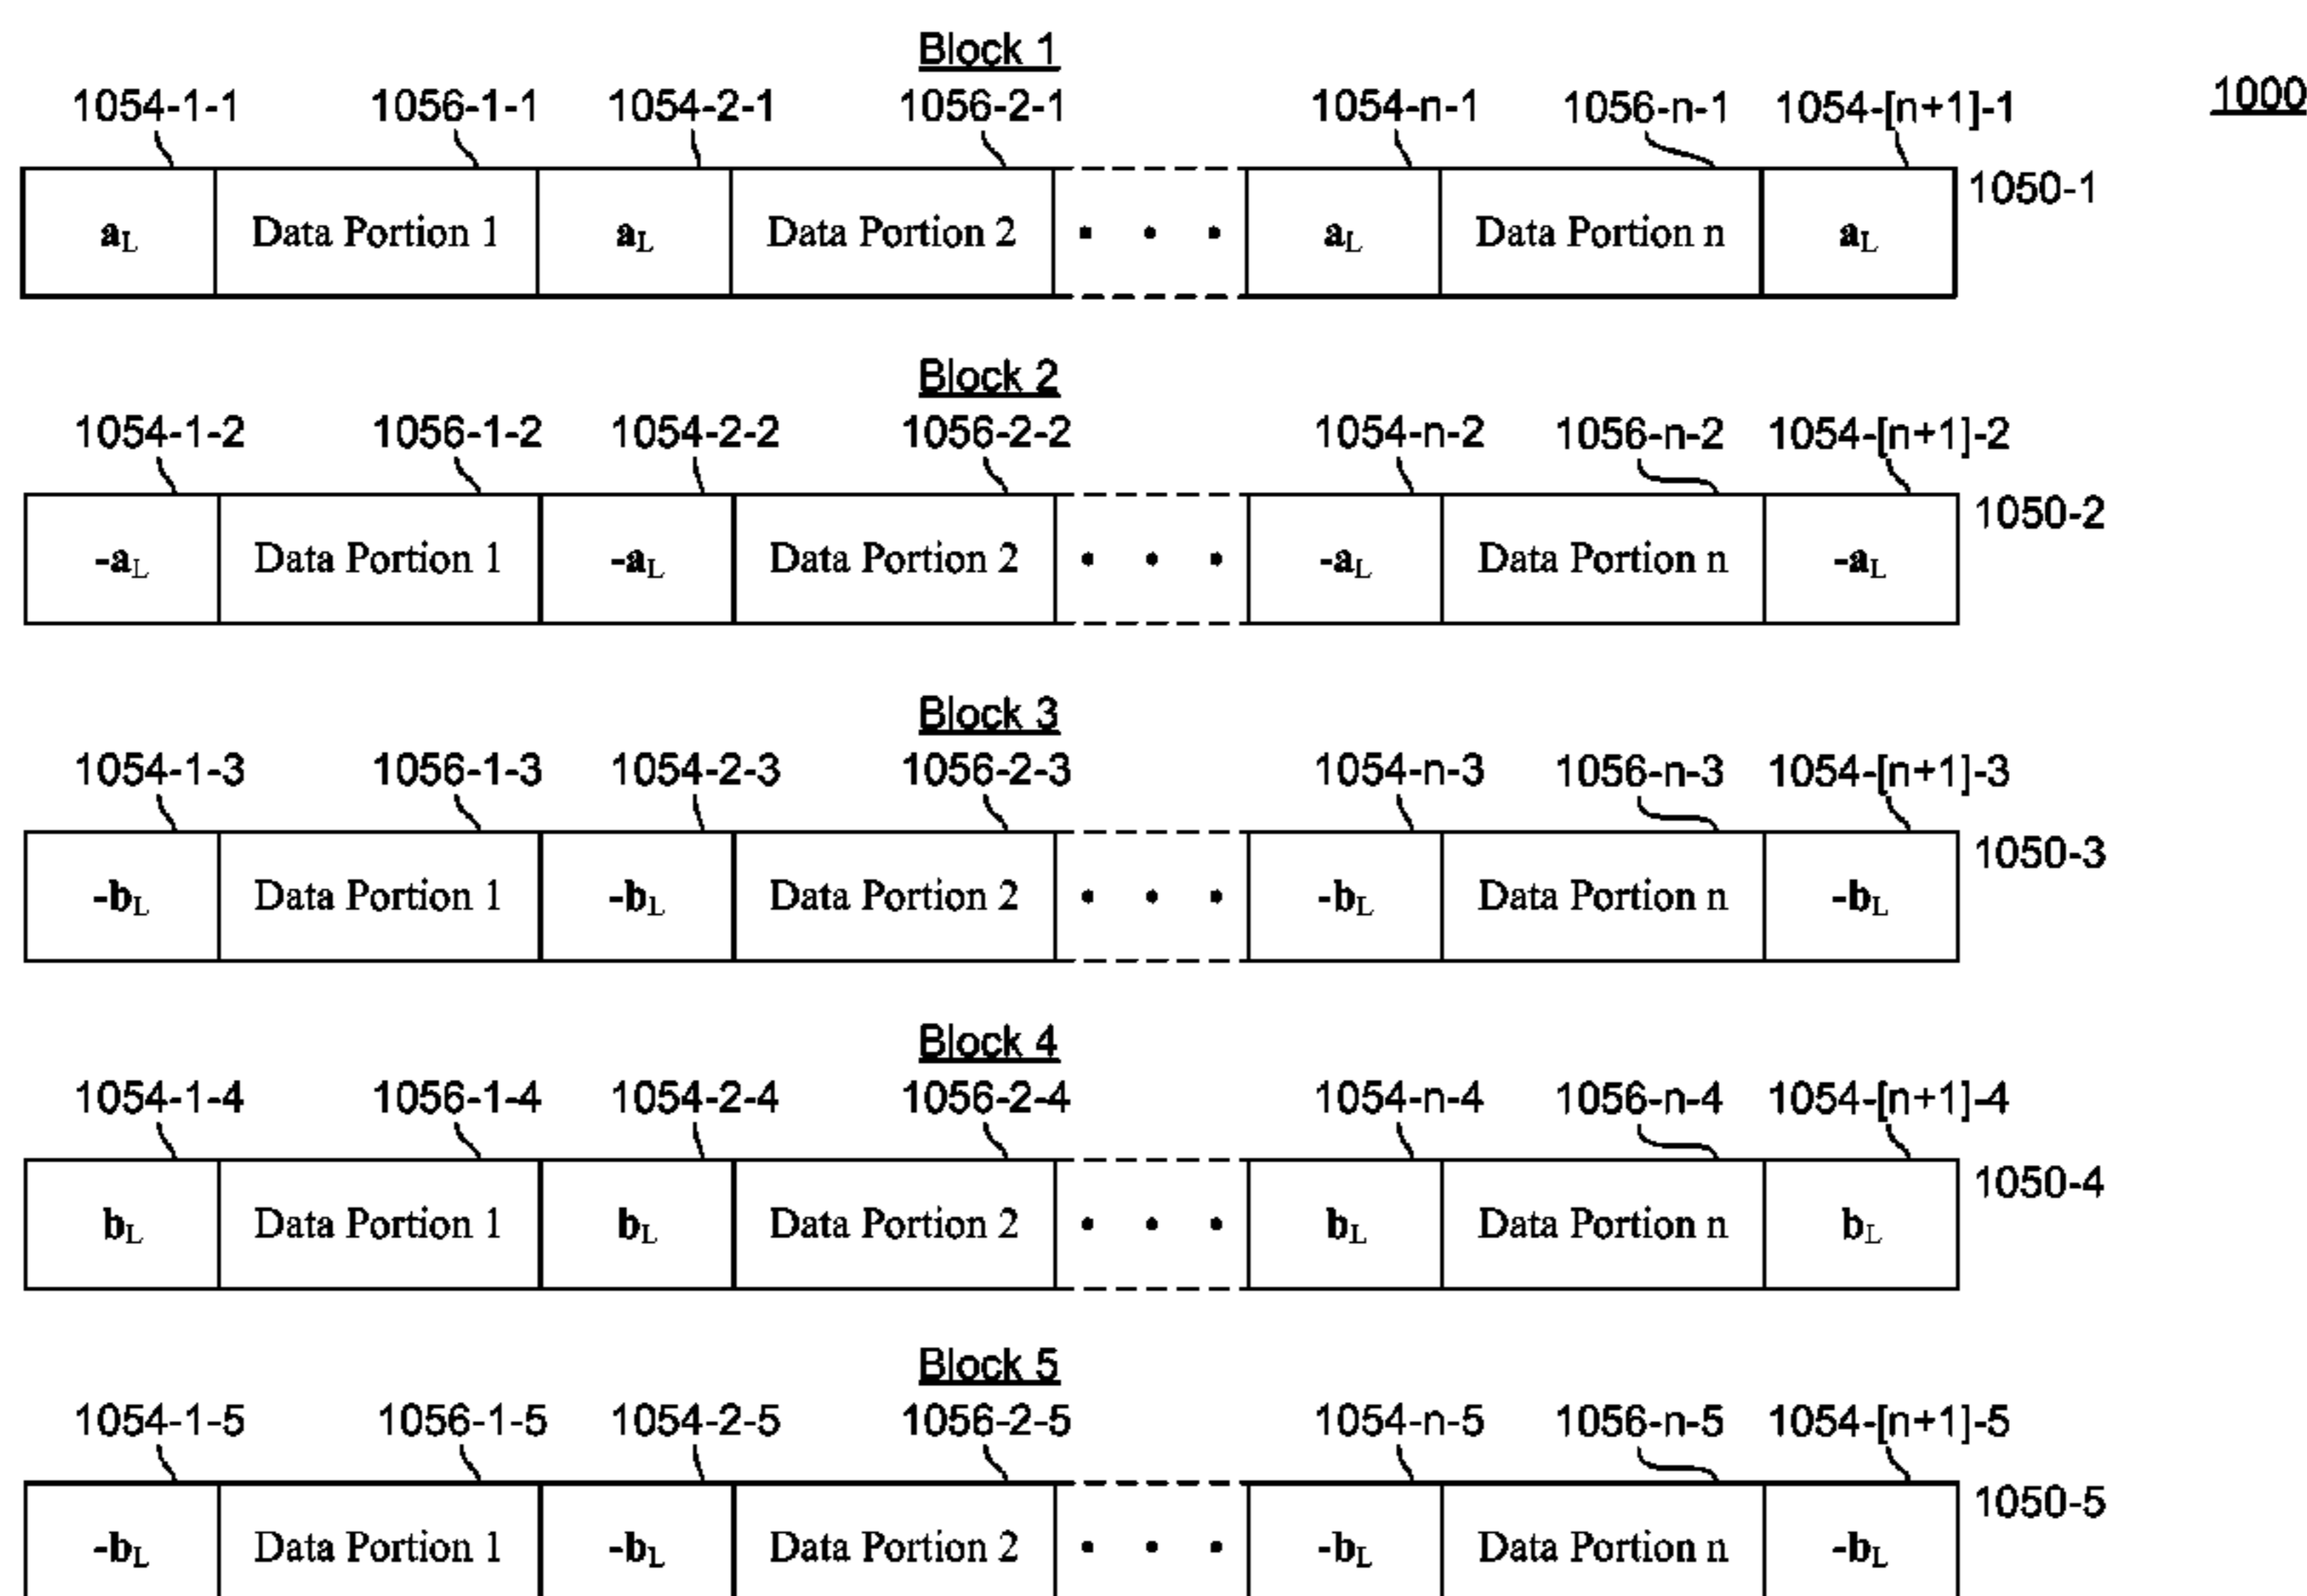 Block 1
1054-1-1 1056-1-1 1054-2-1 1056-2-1 1054-n-1 1056-n-1 1054-[n+1]-1 1000
1050-1
aL Data Portion 1 aL Data Portion 2 • • • aL Data Portion n aL
Block 2
1054-1-2 1056-1-2 1054-2-2 1056-2-2 1054-n-2 1056-n-2 1054-[n+1]-2
1050-2
-aL Data Portion 1 -aL Data Portion 2 • • • -aL Data Portion n -aL
Block 3
1054-1-3 1056-1-3 1054-2-3 1056-2-3 1054-n-3 1056-n-3 1054-[n+1]-3
1050-3
-bL Data Portion 1 -bL Data Portion 2 • • • -bL Data Portion n -bL
Block 4
1054-1-4 1056-1-4 1054-2-4 1056-2-4 1054-n-4 1056-n-4 1054-[n+1]-4
1050-4
bL Data Portion 1 bL Data Portion 2 • • • bL Data Portion n bL
Block 5
1054-1-5 1056-1-5 1054-2-5 1056-2-5 1054-n-5 1056-n-5 1054-[n+1]-5
1050-5
-bL Data Portion 1 -bL Data Portion 2 • • • -bL Data Portion n -bL